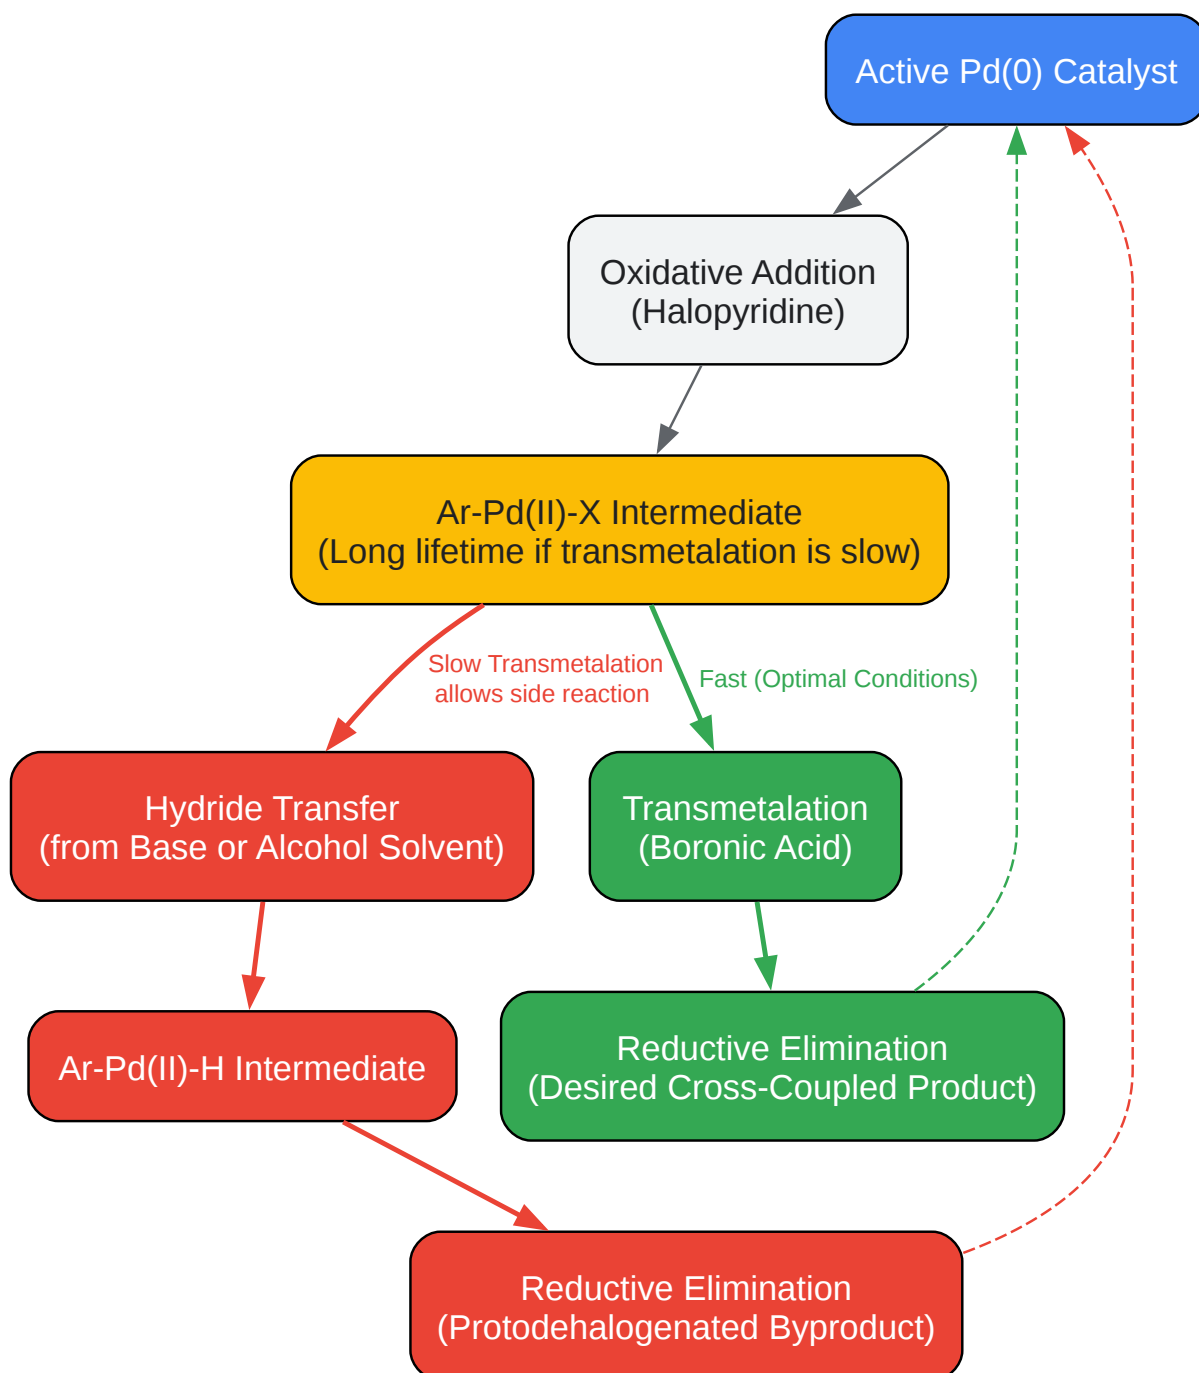 Active Pd(0) Catalyst
Oxidative Addition
(Halopyridine)
Ar-Pd(II)-X Intermediate
(Long lifetime if transmetalation is slow)
Slow Transmetalation
allows side reaction
Fast (Optimal Conditions)
Hydride Transfer
(from Base or Alcohol Solvent)
Transmetalation
(Boronic Acid)
Ar-Pd(II)-H Intermediate
Reductive Elimination
(Desired Cross-Coupled Product)
Reductive Elimination
(Protodehalogenated Byproduct)